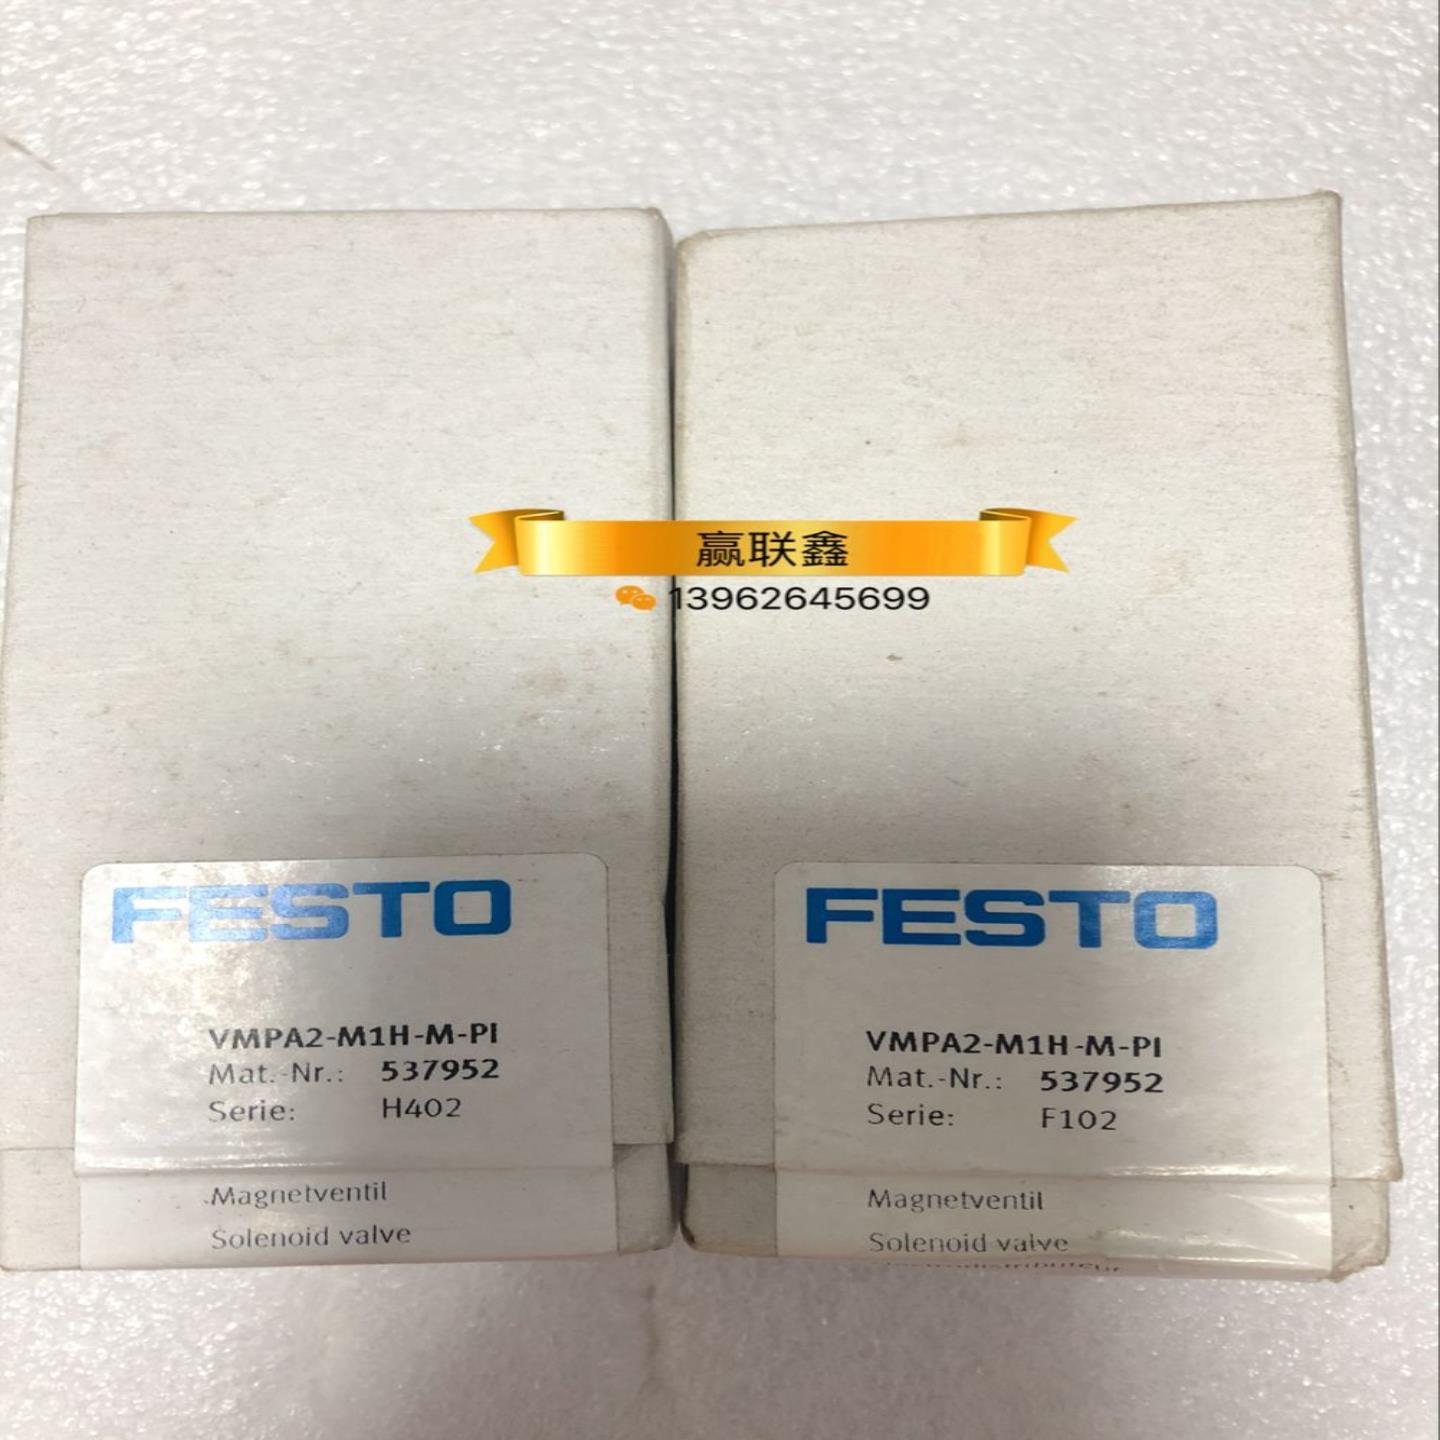 赢联鑫
13962645699
FESTO
VMPA2-M1H-M-PI
Mat.-Nr.: 537952
Serie: H402
Magnetventil
Solenoid valve
FESTO
VMPA2-M1H-M-PI
Mat.-Nr.: 537952
Serie: F102
Magnetventil
Solenoid valve